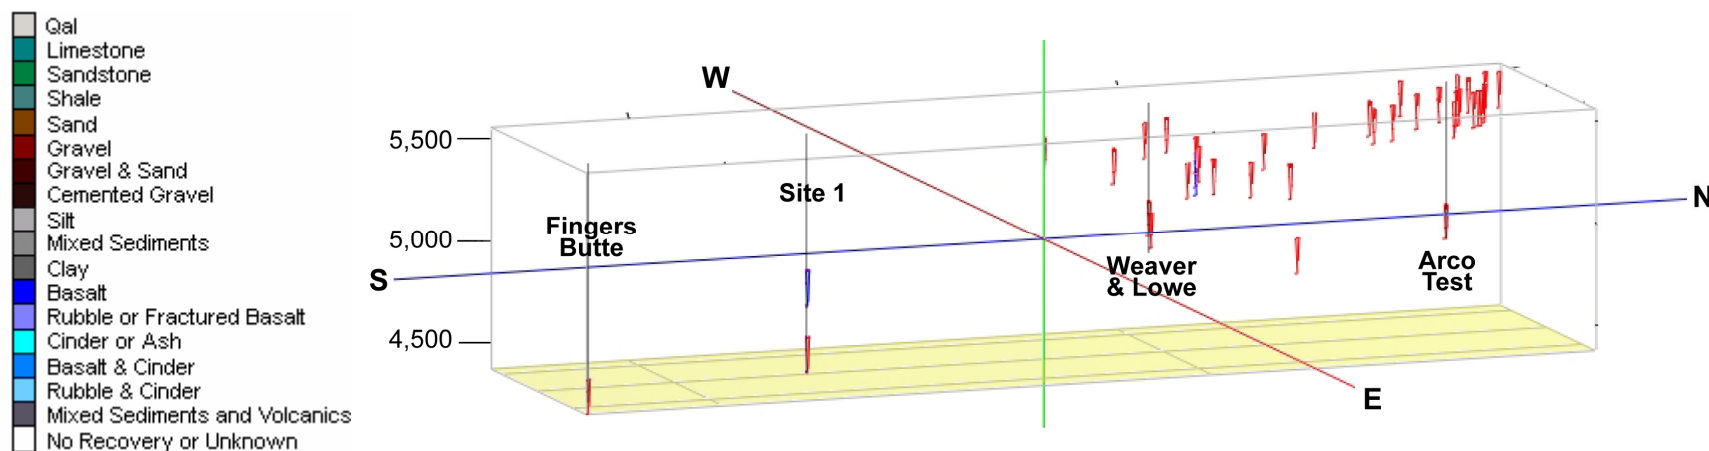 Qal
Limestone
Sandstone
Shale
Sand
Gravel
Gravel & Sand
Cemented Gravel
Silt
Mixed Sediments
Clay
Basalt
Rubble or Fractured Basalt
Cinder or Ash
Basalt & Cinder
Rubble & Cinder
Mixed Sediments and Volcanics
No Recovery or Unknown
W
5,500
Site 1
N
Fingers
Butte
5,000
S
Weaver
& Lowe
Arco
Test
4,500
E